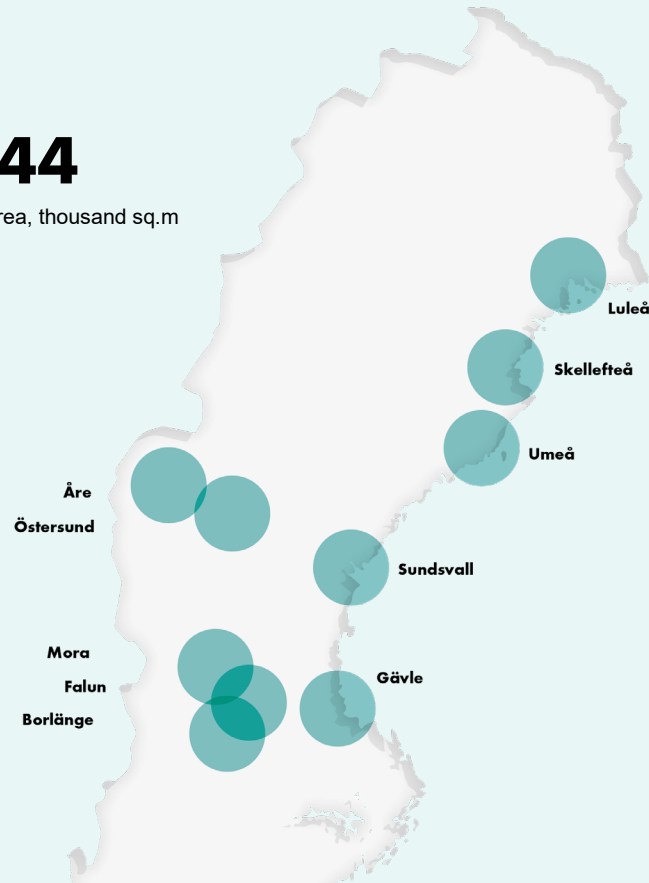 44
rea, thousand sq.m
Luleå
Skellefteå
Umeå
Åre
Östersund
Sundsvall
Mora
Gävle
Falun
Borlänge